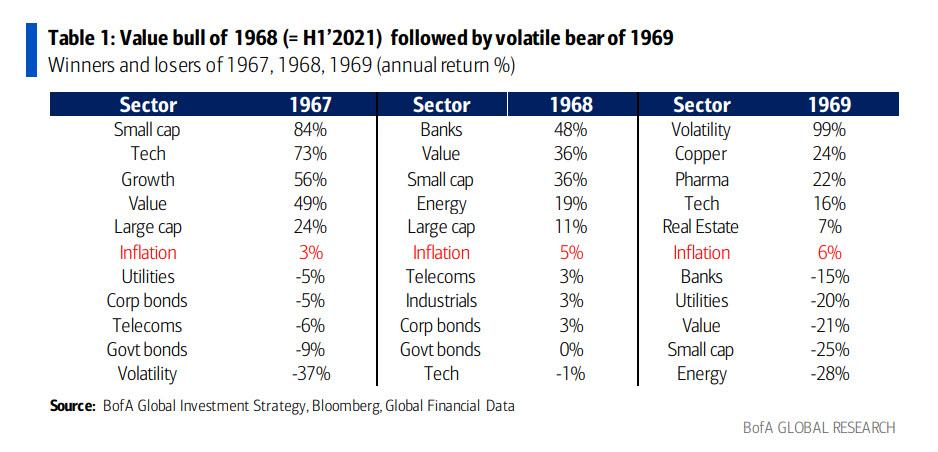 Table 1: Value bull of 1968 (= H1'2021) followed by volatile bear of 1969
Winners and losers of 1967, 1968, 1969 (annual return %)
Sector 1967 Sector 1968 Sector 1969
Small cap 84% Banks 48% Volatility 99%
Tech 73% Value 36% Copper 24%
Growth 56% Small cap 36% Pharma 22%
Value 49% Energy 19% Tech 16%
Large cap 24% Large cap 11% Real Estate 7%
Inflation 3% Inflation 5% Inflation 6%
Utilities -5% Telecoms 3% Banks -15%
Corp bonds -5% Industrials 3% Utilities -20%
Telecoms -6% Corp bonds 3% Value -21%
Govt bonds -9% Govt bonds 0% Small cap -25%
Volatility -37% Tech -1% Energy -28%
Source: BofA Global Investment Strategy, Bloomberg, Global Financial Data
BofA GLOBAL RESEARCH